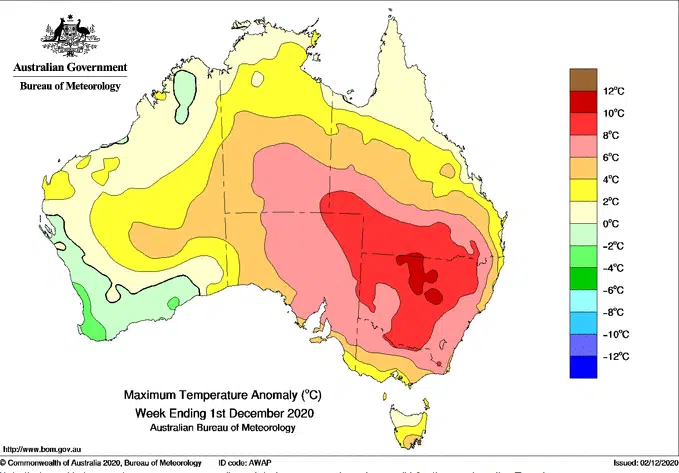 Australian Government
Bureau of Meteorology
12°C
10°C
8°C
6°C
4°C
2°C
0°C
-2°C
-4°C
-6°C
-8°C
-10°C
-12°C
Maximum Temperature Anomaly (°C)
Week Ending 1st December 2020
Australian Bureau of Meteorology
http://www.bom.gov.au
© Commonwealth of Australia 2020, Bureau of Meteorology ID code: AWAP Issued: 02/12/2020